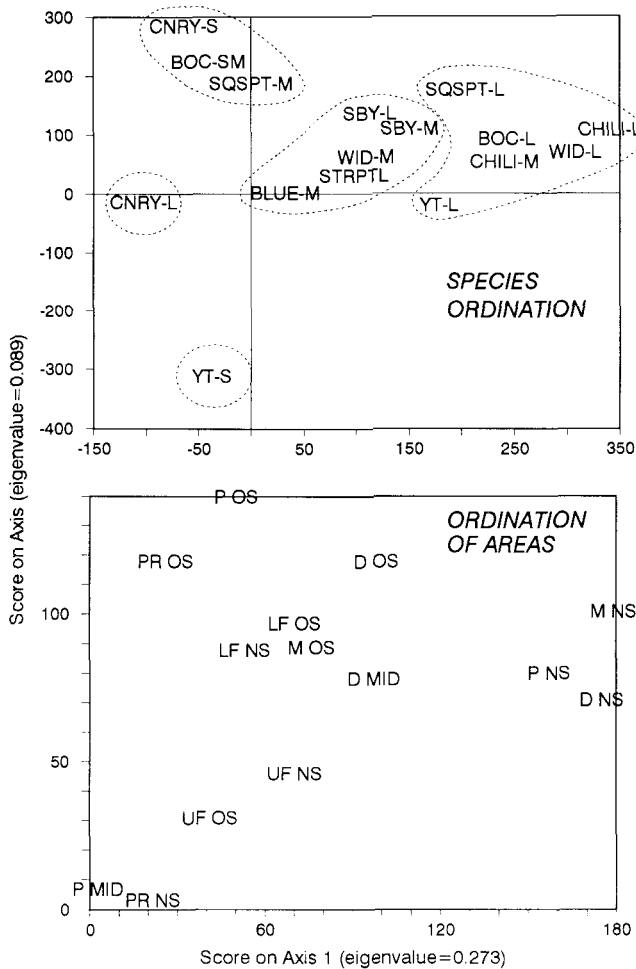 300
CNRY-S
BOC-SM
200
SQSPT-M
SQSPT-L
SBY-L
SBY-M
CHILI-L
100
BOC-L
WID-M
WID-L
CHILI-M
STRPTL
0
BLUE-M
CNRY-L
YT-L
-100
SPECIES
ORDINATION
-200
-300
YT-S
-400
-150
-50
50
150
250
350
Score on Axis (eigenvalue=0.089)
P OS
ORDINATION
OF AREAS
PR OS
D OS
100
M NS
LF OS
LF NS
M OS
D MID
P NS
D NS
50
UF NS
UF OS
P MID
PR NS
0
0
60
120
180
Score on Axis 1 (eigenvalue=0.273)